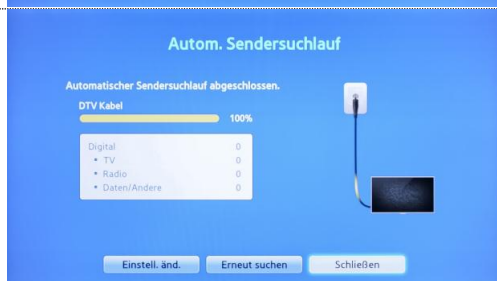 Autom. Sendersuchlauf
Automatischer Sendersuchlauf abgeschlossen.
DTV Kabel
100%
Digital 0
• TV 0
• Radio 0
• Daten/Andere 0
Einstell. änd. Erneut suchen Schließen